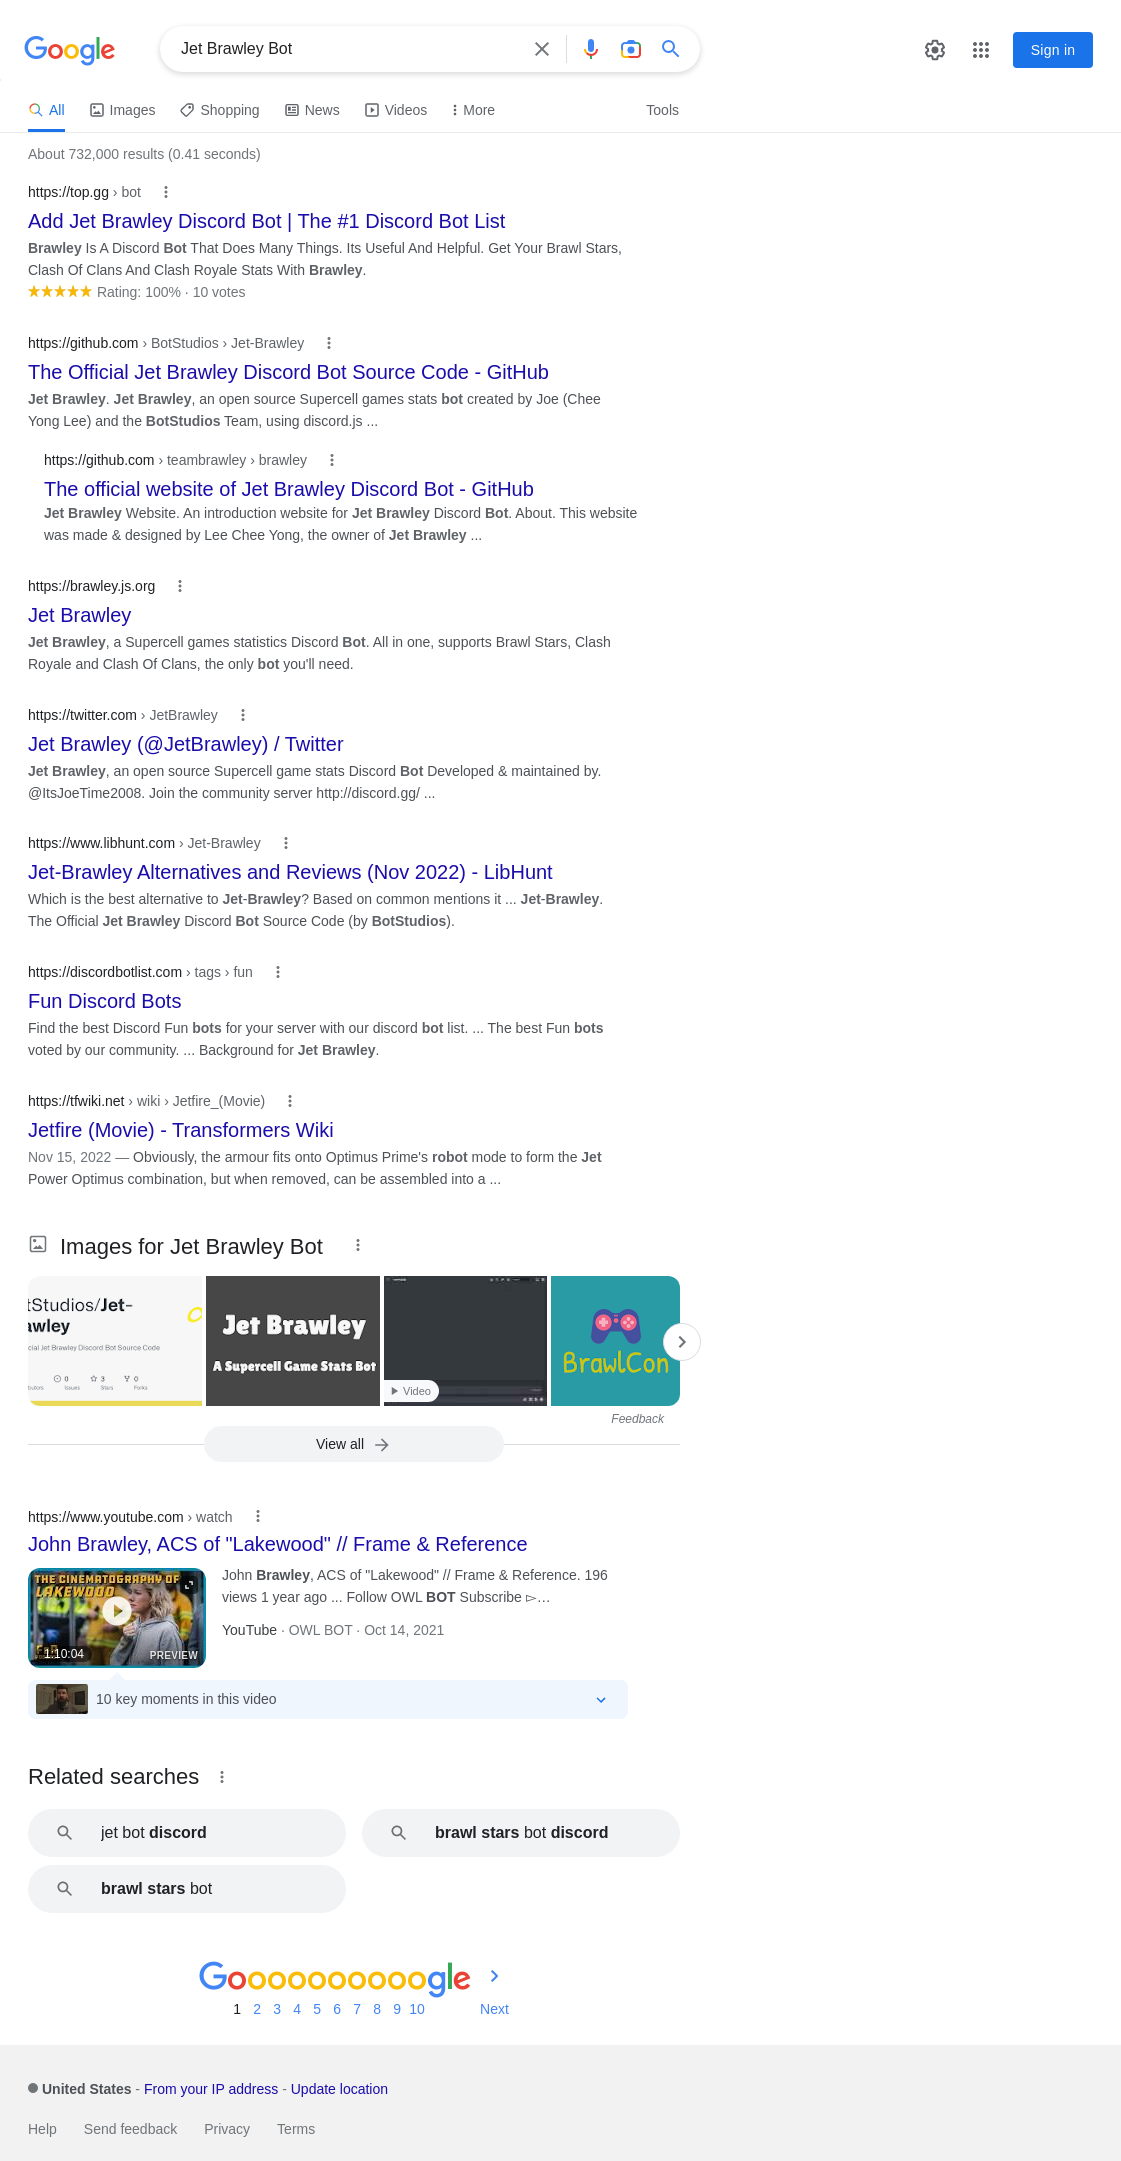 Google
Jet Brawley Bot
Sign in
All Images Shopping News Videos More Tools
About 732,000 results (0.41 seconds)
https://top.gg › bot
Add Jet Brawley Discord Bot | The #1 Discord Bot List
Brawley Is A Discord Bot That Does Many Things. Its Useful And Helpful. Get Your Brawl Stars,
Clash Of Clans And Clash Royale Stats With Brawley.
Rating: 100% · 10 votes
https://github.com › BotStudios › Jet-Brawley
The Official Jet Brawley Discord Bot Source Code - GitHub
Jet Brawley. Jet Brawley, an open source Supercell games stats bot created by Joe (Chee
Yong Lee) and the BotStudios Team, using discord.js ...
https://github.com › teambrawley › brawley
The official website of Jet Brawley Discord Bot - GitHub
Jet Brawley Website. An introduction website for Jet Brawley Discord Bot. About. This website
was made & designed by Lee Chee Yong, the owner of Jet Brawley ...
https://brawley.js.org
Jet Brawley
Jet Brawley, a Supercell games statistics Discord Bot. All in one, supports Brawl Stars, Clash
Royale and Clash Of Clans, the only bot you'll need.
https://twitter.com › JetBrawley
Jet Brawley (@JetBrawley) / Twitter
Jet Brawley, an open source Supercell game stats Discord Bot Developed & maintained by.
@ItsJoeTime2008. Join the community server http://discord.gg/ ...
https://www.libhunt.com › Jet-Brawley
Jet-Brawley Alternatives and Reviews (Nov 2022) - LibHunt
Which is the best alternative to Jet-Brawley? Based on common mentions it ... Jet-Brawley.
The Official Jet Brawley Discord Bot Source Code (by BotStudios).
https://discordbotlist.com › tags › fun
Fun Discord Bots
Find the best Discord Fun bots for your server with our discord bot list. ... The best Fun bots
voted by our community. ... Background for Jet Brawley.
https://tfwiki.net › wiki › Jetfire_(Movie)
Jetfire (Movie) - Transformers Wiki
Nov 15, 2022 — Obviously, the armour fits onto Optimus Prime's robot mode to form the Jet
Power Optimus combination, but when removed, can be assembled into a ...
Images for Jet Brawley Bot
tStudios/Jet-
awley
cial Jet Brawley Discord Bot Source Code
0 3 0
butors Issues Stars Forks
Jet Brawley
A Supercell Game Stats Bot
Video
BrawlCon
Feedback
View all
https://www.youtube.com › watch
John Brawley, ACS of "Lakewood" // Frame & Reference
THE CINEMATOGRAPHY OF
LAKEWOOD
1:10:04
PREVIEW
John Brawley, ACS of "Lakewood" // Frame & Reference. 196
views 1 year ago ... Follow OWL BOT Subscribe ▻…
YouTube · OWL BOT · Oct 14, 2021
10 key moments in this video
Related searches
jet bot discord
brawl stars bot discord
brawl stars bot
Goooooooooogle
1 2 3 4 5 6 7 8 9 10 Next
United States - From your IP address - Update location
Help Send feedback Privacy Terms